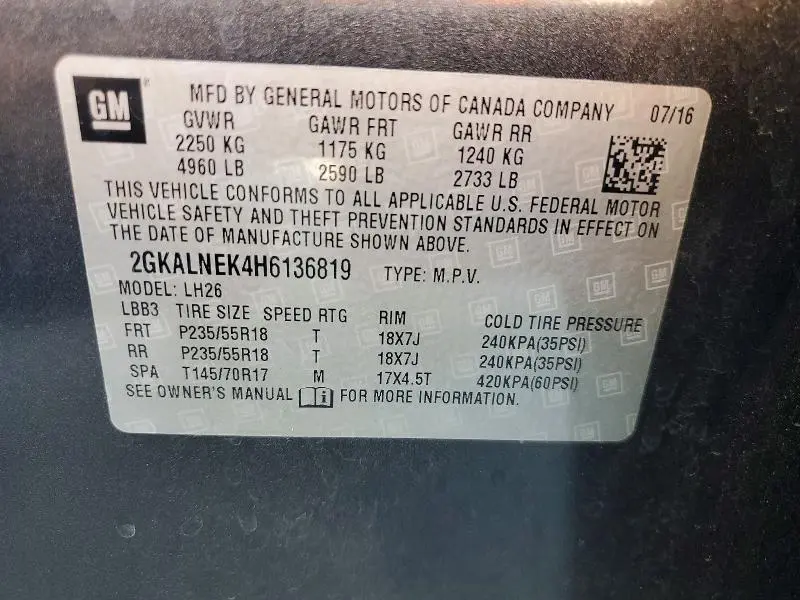 GM
MFD BY GENERAL MOTORS OF CANADA COMPANY 07/16
GVWR GAWR FRT GAWR RR
2250 KG 1175 KG 1240 KG
4960 LB 2590 LB 2733 LB
THIS VEHICLE CONFORMS TO ALL APPLICABLE U.S. FEDERAL MOTOR
VEHICLE SAFETY AND THEFT PREVENTION STANDARDS IN EFFECT ON
THE DATE OF MANUFACTURE SHOWN ABOVE.
2GKALNEK4H6136819 TYPE: M.P.V.
MODEL: LH26
LBB3 TIRE SIZE SPEED RTG RIM COLD TIRE PRESSURE
FRT P235/55R18 T 18X7J 240KPA(35PSI)
RR P235/55R18 T 18X7J 240KPA(35PSI)
SPA T145/70R17 M 17X4.5T 420KPA(60PSI)
SEE OWNER'S MANUAL i FOR MORE INFORMATION.